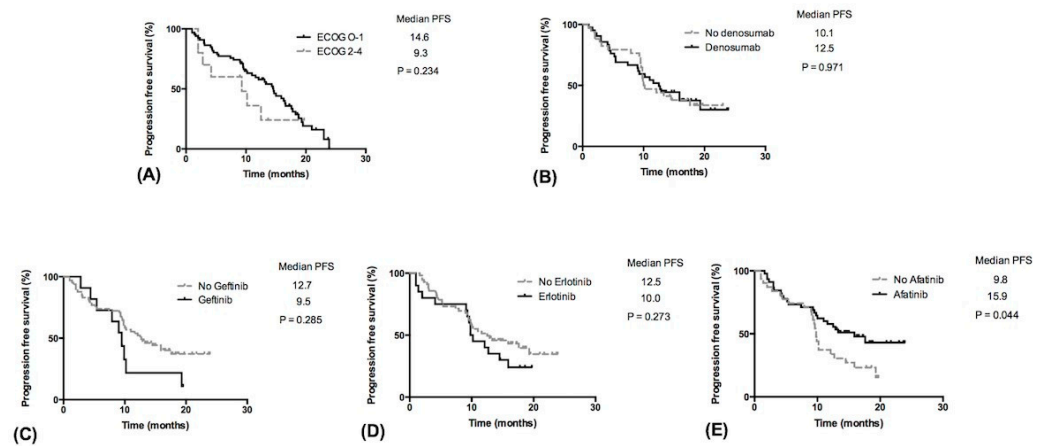 Median PFS
ECOG O-1 14.6
ECOG 2-4 9.3
P = 0.234
Progression free survival (%)
100
50
0
0 10 20 30
Time (months)
(A)
Median PFS
No denosumab 10.1
Denosumab 12.5
P = 0.971
Progression free survival (%)
100
50
0
0 10 20 30
Time (months)
(B)
Median PFS
No Geftinib 12.7
Geftinib 9.5
P = 0.285
Progression free survival (%)
100
50
0
0 10 20 30
Time (months)
(C)
Median PFS
No Erlotinib 12.5
Erlotinib 10.0
P = 0.273
Progression free survival (%)
100
50
0
0 10 20 30
Time (months)
(D)
Median PFS
No Afatinib 9.8
Afatinib 15.9
P = 0.044
Progression free survival (%)
100
50
0
0 10 20 30
Time (months)
(E)